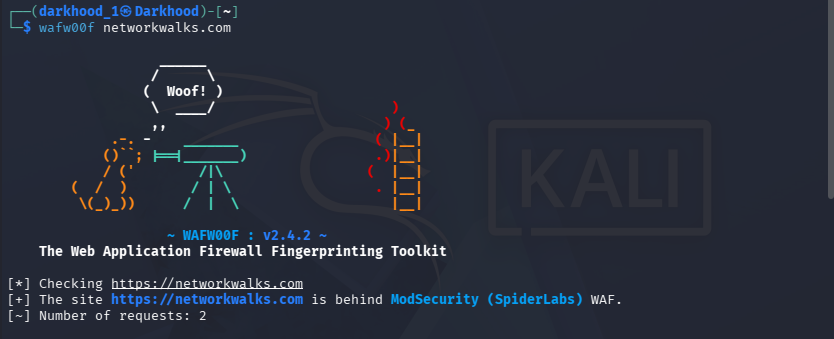 ┌──(darkhood_1㉿Darkhood)-[~]
└─$ wafw00f networkwalks.com
Woof!
~ WAFW00F : v2.4.2 ~
The Web Application Firewall Fingerprinting Toolkit
[*] Checking https://networkwalks.com
[+] The site https://networkwalks.com is behind ModSecurity (SpiderLabs) WAF.
[~] Number of requests: 2
KALI